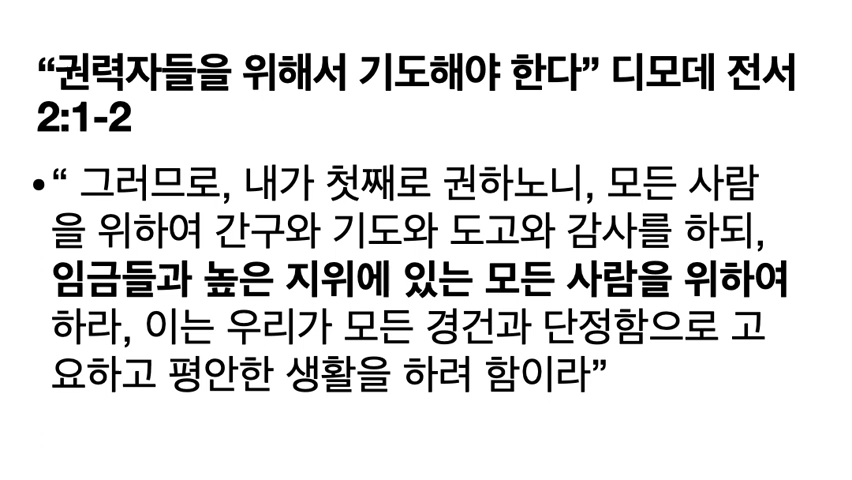 “권력자들을 위해서 기도해야 한다” 디모데 전서
2:1-2
• “ 그러므로, 내가 첫째로 권하노니, 모든 사람
을 위하여 간구와 기도와 도고와 감사를 하되,
임금들과 높은 지위에 있는 모든 사람을 위하여
하라, 이는 우리가 모든 경건과 단정함으로 고
요하고 평안한 생활을 하려 함이라”